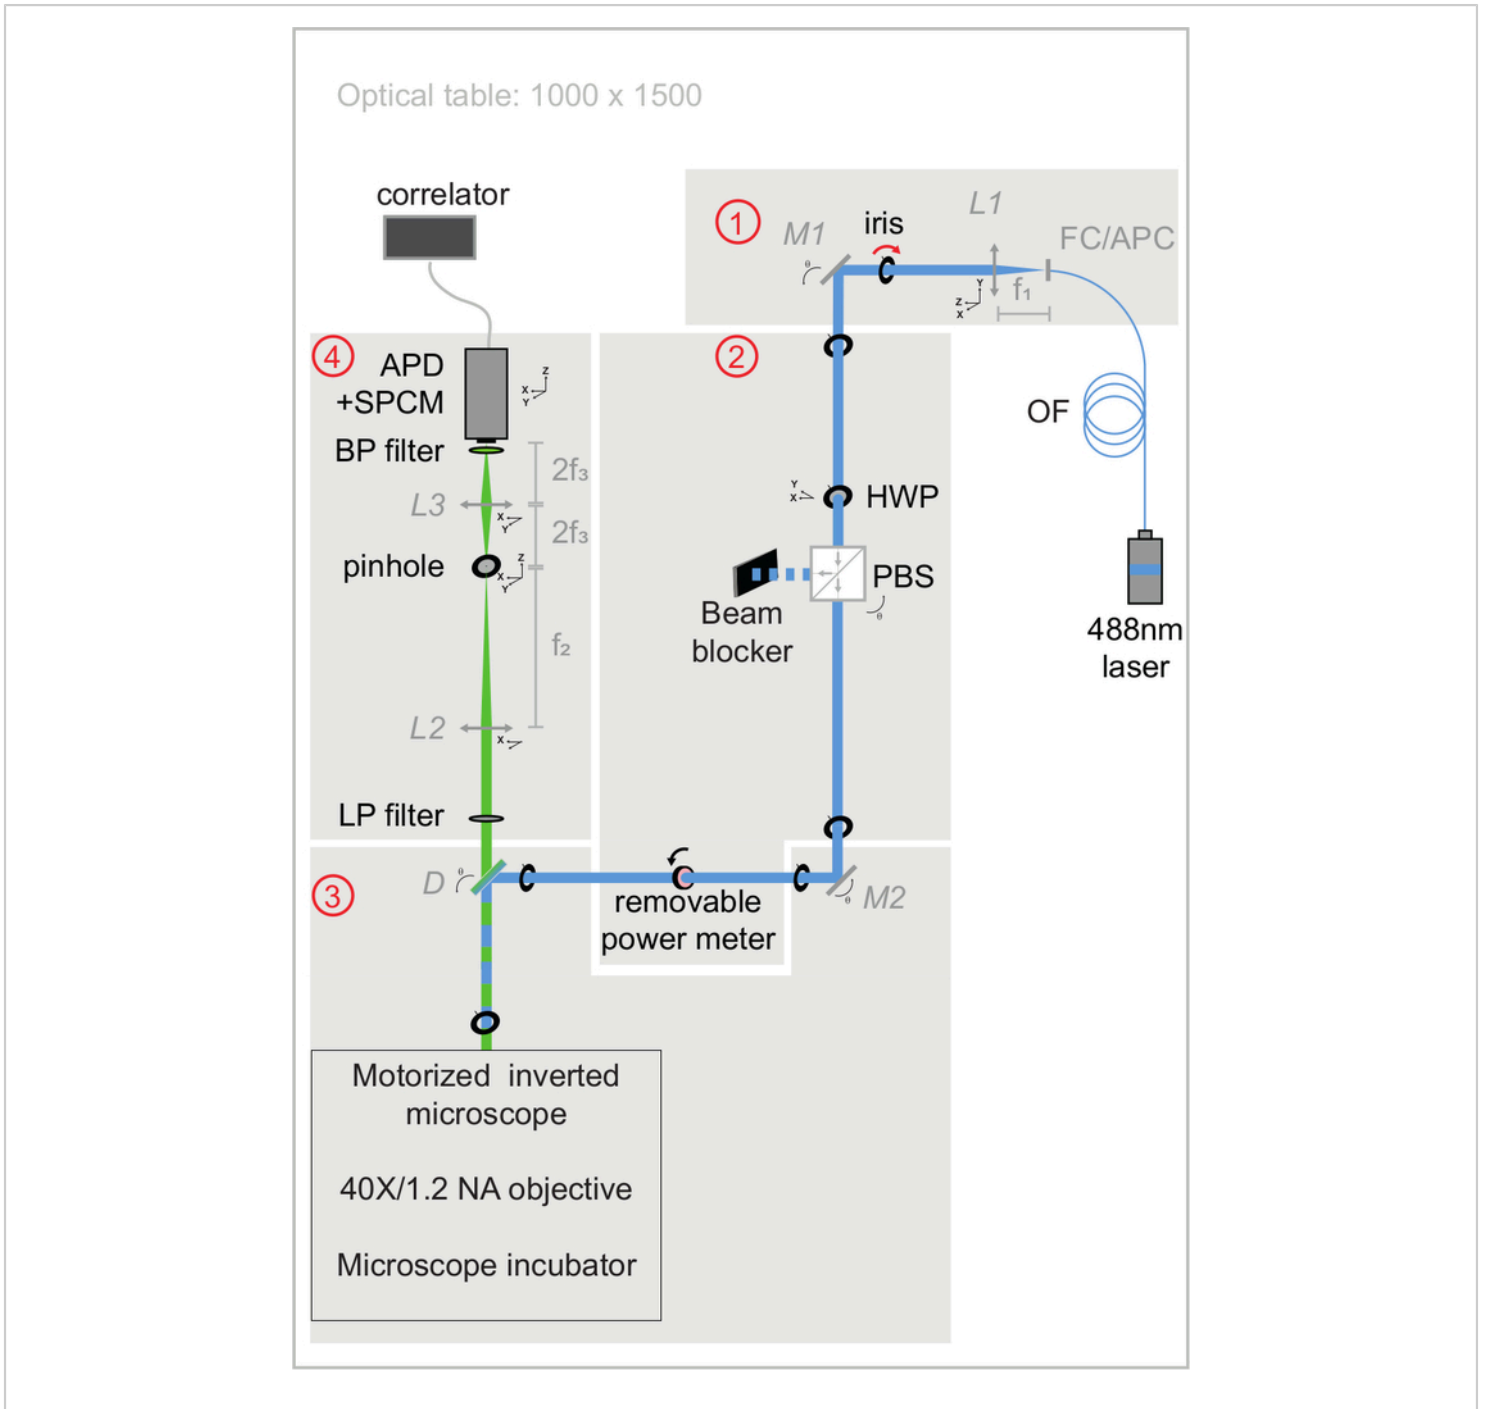 Optical table: 1000 x 1500
correlator
1
M1
iris
L1
FC/APC
θ
Y
Z
X
f₁
4
APD
+SPCM
Z
X
Y
BP filter
2f₃
L3
X
Y
2f₃
pinhole
Z
X
Y
f₂
L2
X
LP filter
2
OF
Y
X
HWP
PBS
θ
Beam
blocker
488nm
laser
3
D
θ
removable
power meter
θ
M2
Motorized inverted
microscope
40X/1.2 NA objective
Microscope incubator